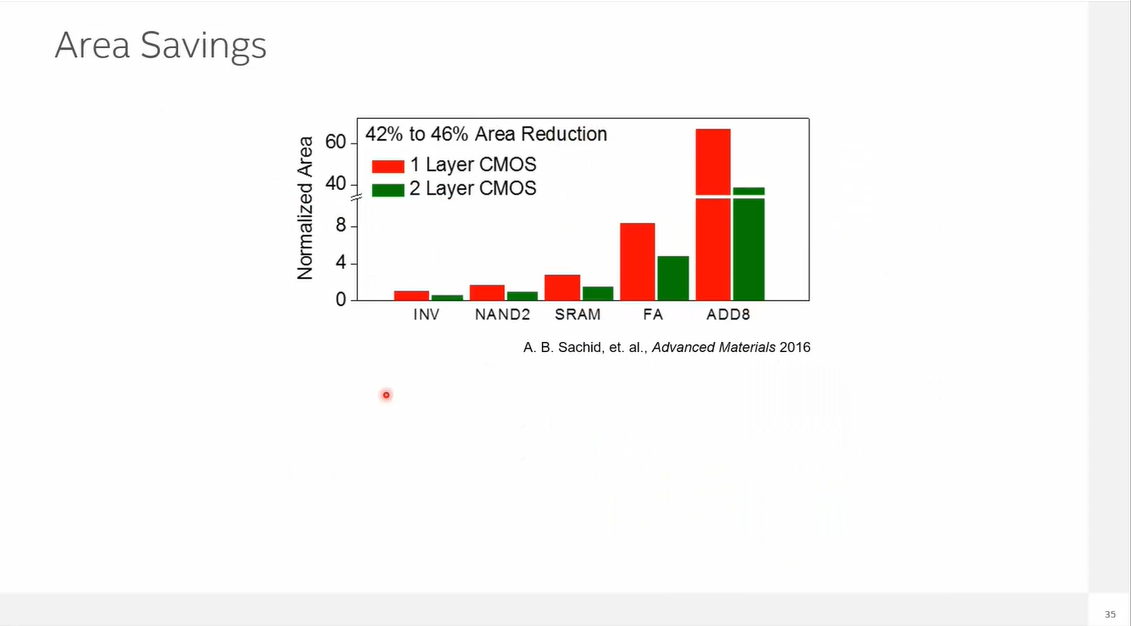 Area Savings
42% to 46% Area Reduction
1 Layer CMOS
2 Layer CMOS
Normalized Area
60
40
8
4
0
INV NAND2 SRAM FA ADD8
A. B. Sachid, et. al., Advanced Materials 2016
35